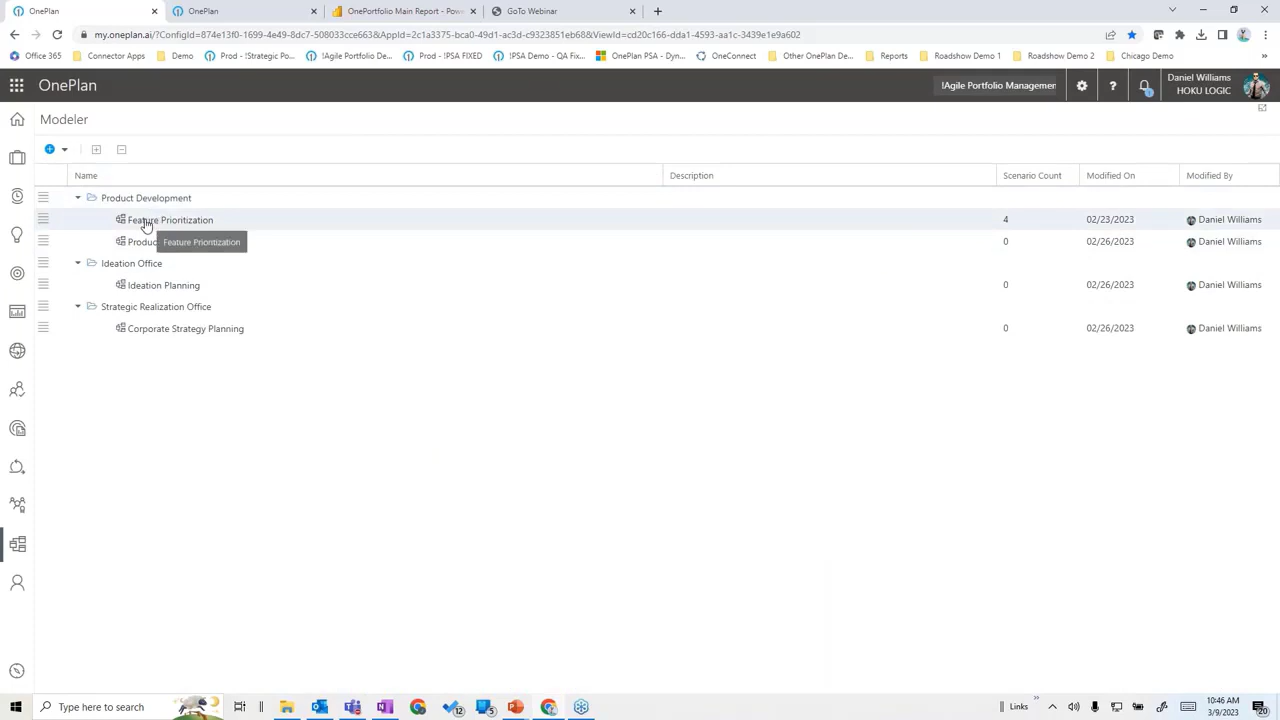 OnePlan
OnePlan
OnePortfolio Main Report - Powe
GoTo Webinar
my.oneplan.ai/?ConfigId=874e13f0-1699-4e49-8dc7-508033cce663&AppId=2c1a3375-bca0-49d1-ac3d-c9323851eb68&ViewId=cd20c166-dda1-4593-aa1c-3439e1e9a602
Office 365
Connector Apps
Demo
Prod - !Strategic Po...
!Agile Portfolio De...
Prod - !PSA FIXED
!PSA Demo - QA Fix...
OnePlan PSA - Dyn...
OneConnect
Other OnePlan De...
Reports
Roadshow Demo 1
Roadshow Demo 2
Chicago Demo
OnePlan
!Agile Portfolio Managemen
Daniel Williams
HOKU LOGIC
Modeler
Name Description Scenario Count Modified On Modified By
Product Development
Feature Prioritization 4 02/23/2023 Daniel Williams
Produc Feature Prioritization 0 02/26/2023 Daniel Williams
Ideation Office
Ideation Planning 0 02/26/2023 Daniel Williams
Strategic Realization Office
Corporate Strategy Planning 0 02/26/2023 Daniel Williams
Type here to search
12
5
Links
10:46 AM
3/9/2023
20